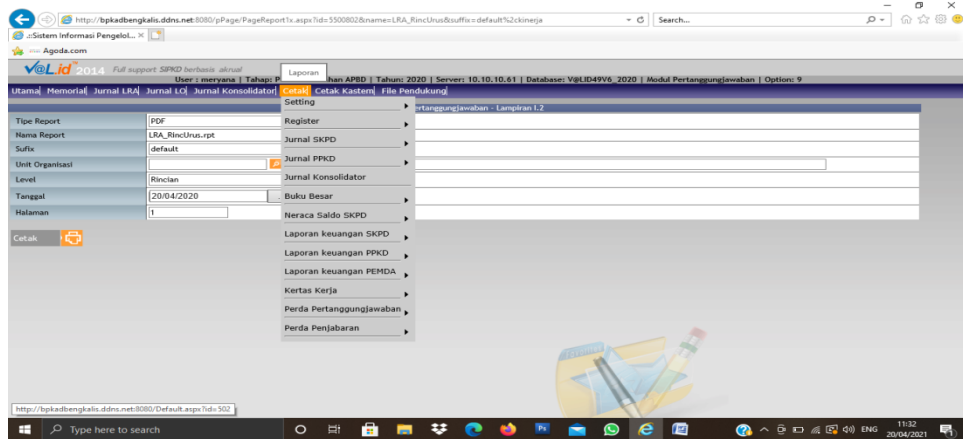 http://bpkadbengkalis.ddns.net:8080/pPage/PageReport1x.aspx?id=5500802&name=LRA_RincUrus&suffix=default%2ckinerja
Search...
.::Sistem Informasi Pengelol...
Agoda.com
V@L.id 2014 Full support SIPKD berbasis akrual
Laporan
User : meryana | Tahap: P han APBD | Tahun: 2020 | Server: 10.10.10.61 | Database: V@LID49V6_2020 | Modul Pertanggungjawaban | Option: 9
Utama| Memorial| Jurnal LRA| Jurnal LO| Jurnal Konsolidator| Cetak| Cetak Kastem| File Pendukung|
rtanggungjawaban - Lampiran I.2
Setting
Tipe Report PDF
Register
Nama Report LRA_RincUrus.rpt
Jurnal SKPD
Sufix default
Jurnal PPKD
Unit Organisasi
Jurnal Konsolidator
Level Rincian
Buku Besar
Tanggal 20/04/2020
Neraca Saldo SKPD
Halaman 1
Laporan keuangan SKPD
Cetak
Laporan keuangan PPKD
Laporan keuangan PEMDA
Kertas Kerja
Perda Pertanggungjawaban
Perda Penjabaran
http://bpkadbengkalis.ddns.net:8080/Default.aspx?id=502
Type here to search
Ps
ENG
11:32
20/04/2021